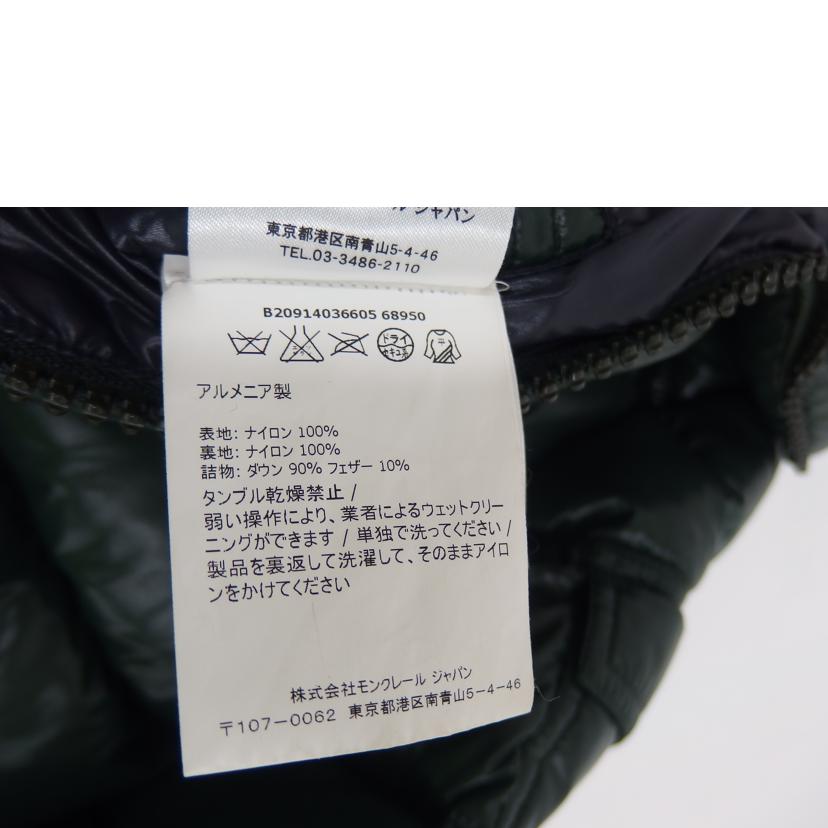 ル ジャパン
東京都港区南青山5-4-46
TEL.03-3486-2110
B20914036605 68950
ドライ
セキユ系
平
アルメニア製
表地: ナイロン 100%
裏地: ナイロン 100%
詰物: ダウン 90% フェザー 10%
タンブル乾燥禁止 /
弱い操作により、業者によるウェットクリー
ニングができます / 単独で洗ってください /
製品を裏返して洗濯して、そのままアイロ
ンをかけてください
株式会社モンクレール ジャパン
〒107-0062 東京都港区南青山5-4-46